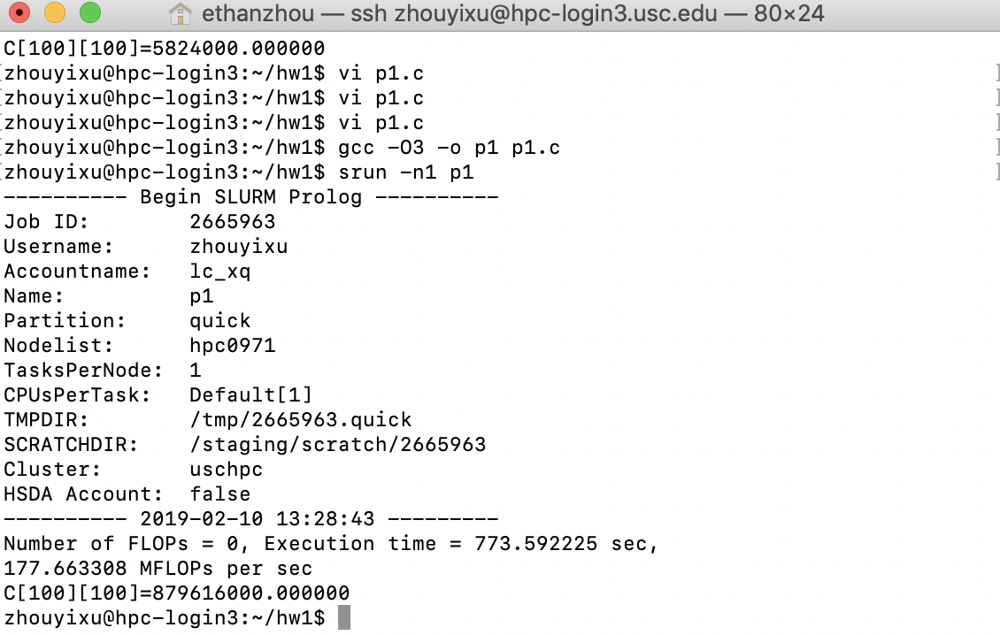 ethanzhou — ssh zhouyixu@hpc-login3.usc.edu — 80×24
C[100][100]=5824000.000000
[zhouyixu@hpc-login3:~/hw1$ vi p1.c ]
[zhouyixu@hpc-login3:~/hw1$ vi p1.c ]
[zhouyixu@hpc-login3:~/hw1$ vi p1.c ]
[zhouyixu@hpc-login3:~/hw1$ gcc -O3 -o p1 p1.c ]
[zhouyixu@hpc-login3:~/hw1$ srun -n1 p1 ]
---------- Begin SLURM Prolog ----------
Job ID:        2665963
Username:      zhouyixu
Accountname:   lc_xq
Name:          p1
Partition:     quick
Nodelist:      hpc0971
TasksPerNode:  1
CPUsPerTask:   Default[1]
TMPDIR:        /tmp/2665963.quick
SCRATCHDIR:    /staging/scratch/2665963
Cluster:       uschpc
HSDA Account:  false
---------- 2019-02-10 13:28:43 ---------
Number of FLOPs = 0, Execution time = 773.592225 sec,
177.663308 MFLOPs per sec
C[100][100]=879616000.000000
zhouyixu@hpc-login3:~/hw1$